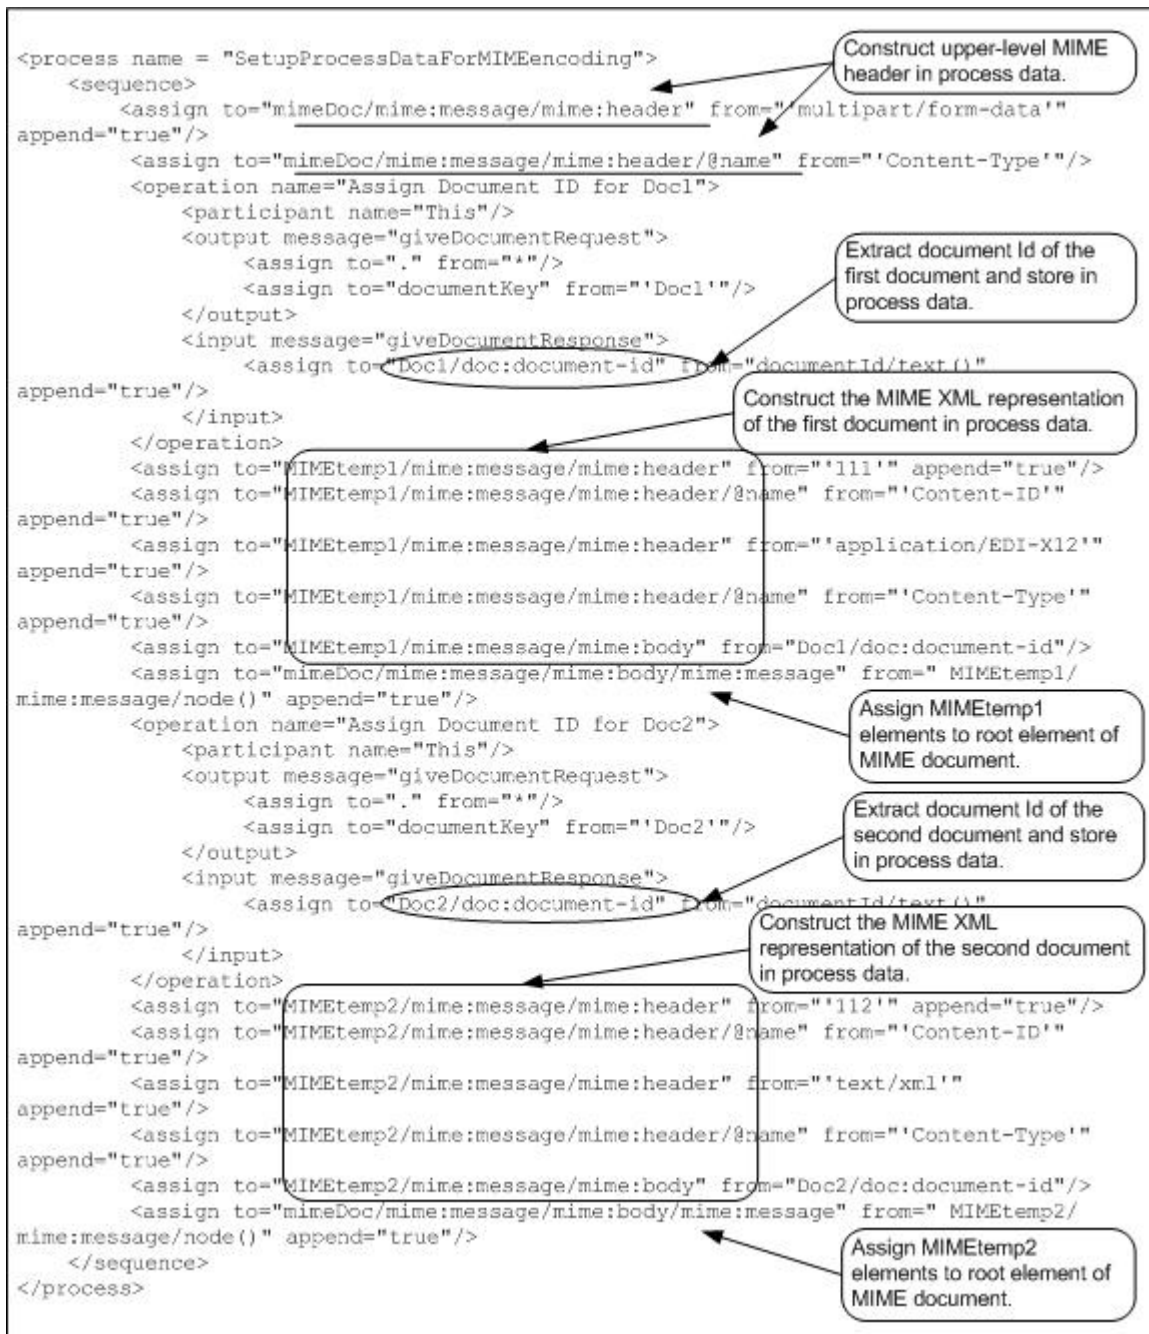 <process name = "SetupProcessDataForMIMEencoding">
<sequence>
<assign to="mimeDoc/mime:message/mime:header" from="'multipart/form-data'"
append="true"/>
<assign to="mimeDoc/mime:message/mime:header/@name" from="'Content-Type'"/>
<operation name="Assign Document ID for Doc1">
<participant name="This"/>
<output message="giveDocumentRequest">
<assign to="." from="*"/>
<assign to="documentKey" from="'Doc1'"/>
</output>
<input message="giveDocumentResponse">
<assign to="Doc1/doc:document-id" from="documentId/text()"
append="true"/>
</input>
</operation>
<assign to="MIMEtemp1/mime:message/mime:header" from="'111'" append="true"/>
<assign to="MIMEtemp1/mime:message/mime:header/@name" from="'Content-ID'"
append="true"/>
<assign to="MIMEtemp1/mime:message/mime:header" from="'application/EDI-X12'"
append="true"/>
<assign to="MIMEtemp1/mime:message/mime:header/@name" from="'Content-Type'"
append="true"/>
<assign to="MIMEtemp1/mime:message/mime:body" from="Doc1/doc:document-id"/>
<assign to="mimeDoc/mime:message/mime:body/mime:message" from=" MIMEtemp1/
mime:message/node()" append="true"/>
<operation name="Assign Document ID for Doc2">
<participant name="This"/>
<output message="giveDocumentRequest">
<assign to="." from="*"/>
<assign to="documentKey" from="'Doc2'"/>
</output>
<input message="giveDocumentResponse">
<assign to="Doc2/doc:document-id" from="documentId/text()"
append="true"/>
</input>
</operation>
<assign to="MIMEtemp2/mime:message/mime:header" from="'112'" append="true"/>
<assign to="MIMEtemp2/mime:message/mime:header/@name" from="'Content-ID'"
append="true"/>
<assign to="MIMEtemp2/mime:message/mime:header" from="'text/xml'"
append="true"/>
<assign to="MIMEtemp2/mime:message/mime:header/@name" from="'Content-Type'"
append="true"/>
<assign to="MIMEtemp2/mime:message/mime:body" from="Doc2/doc:document-id"/>
<assign to="mimeDoc/mime:message/mime:body/mime:message" from=" MIMEtemp2/
mime:message/node()" append="true"/>
</sequence>
</process>
Construct upper-level MIME
header in process data.
Extract document Id of the
first document and store in
process data.
Construct the MIME XML representation
of the first document in process data.
Assign MIMEtemp1
elements to root element of
MIME document.
Extract document Id of the
second document and store
in process data.
Construct the MIME XML
representation of the second document
in process data.
Assign MIMEtemp2
elements to root element of
MIME document.